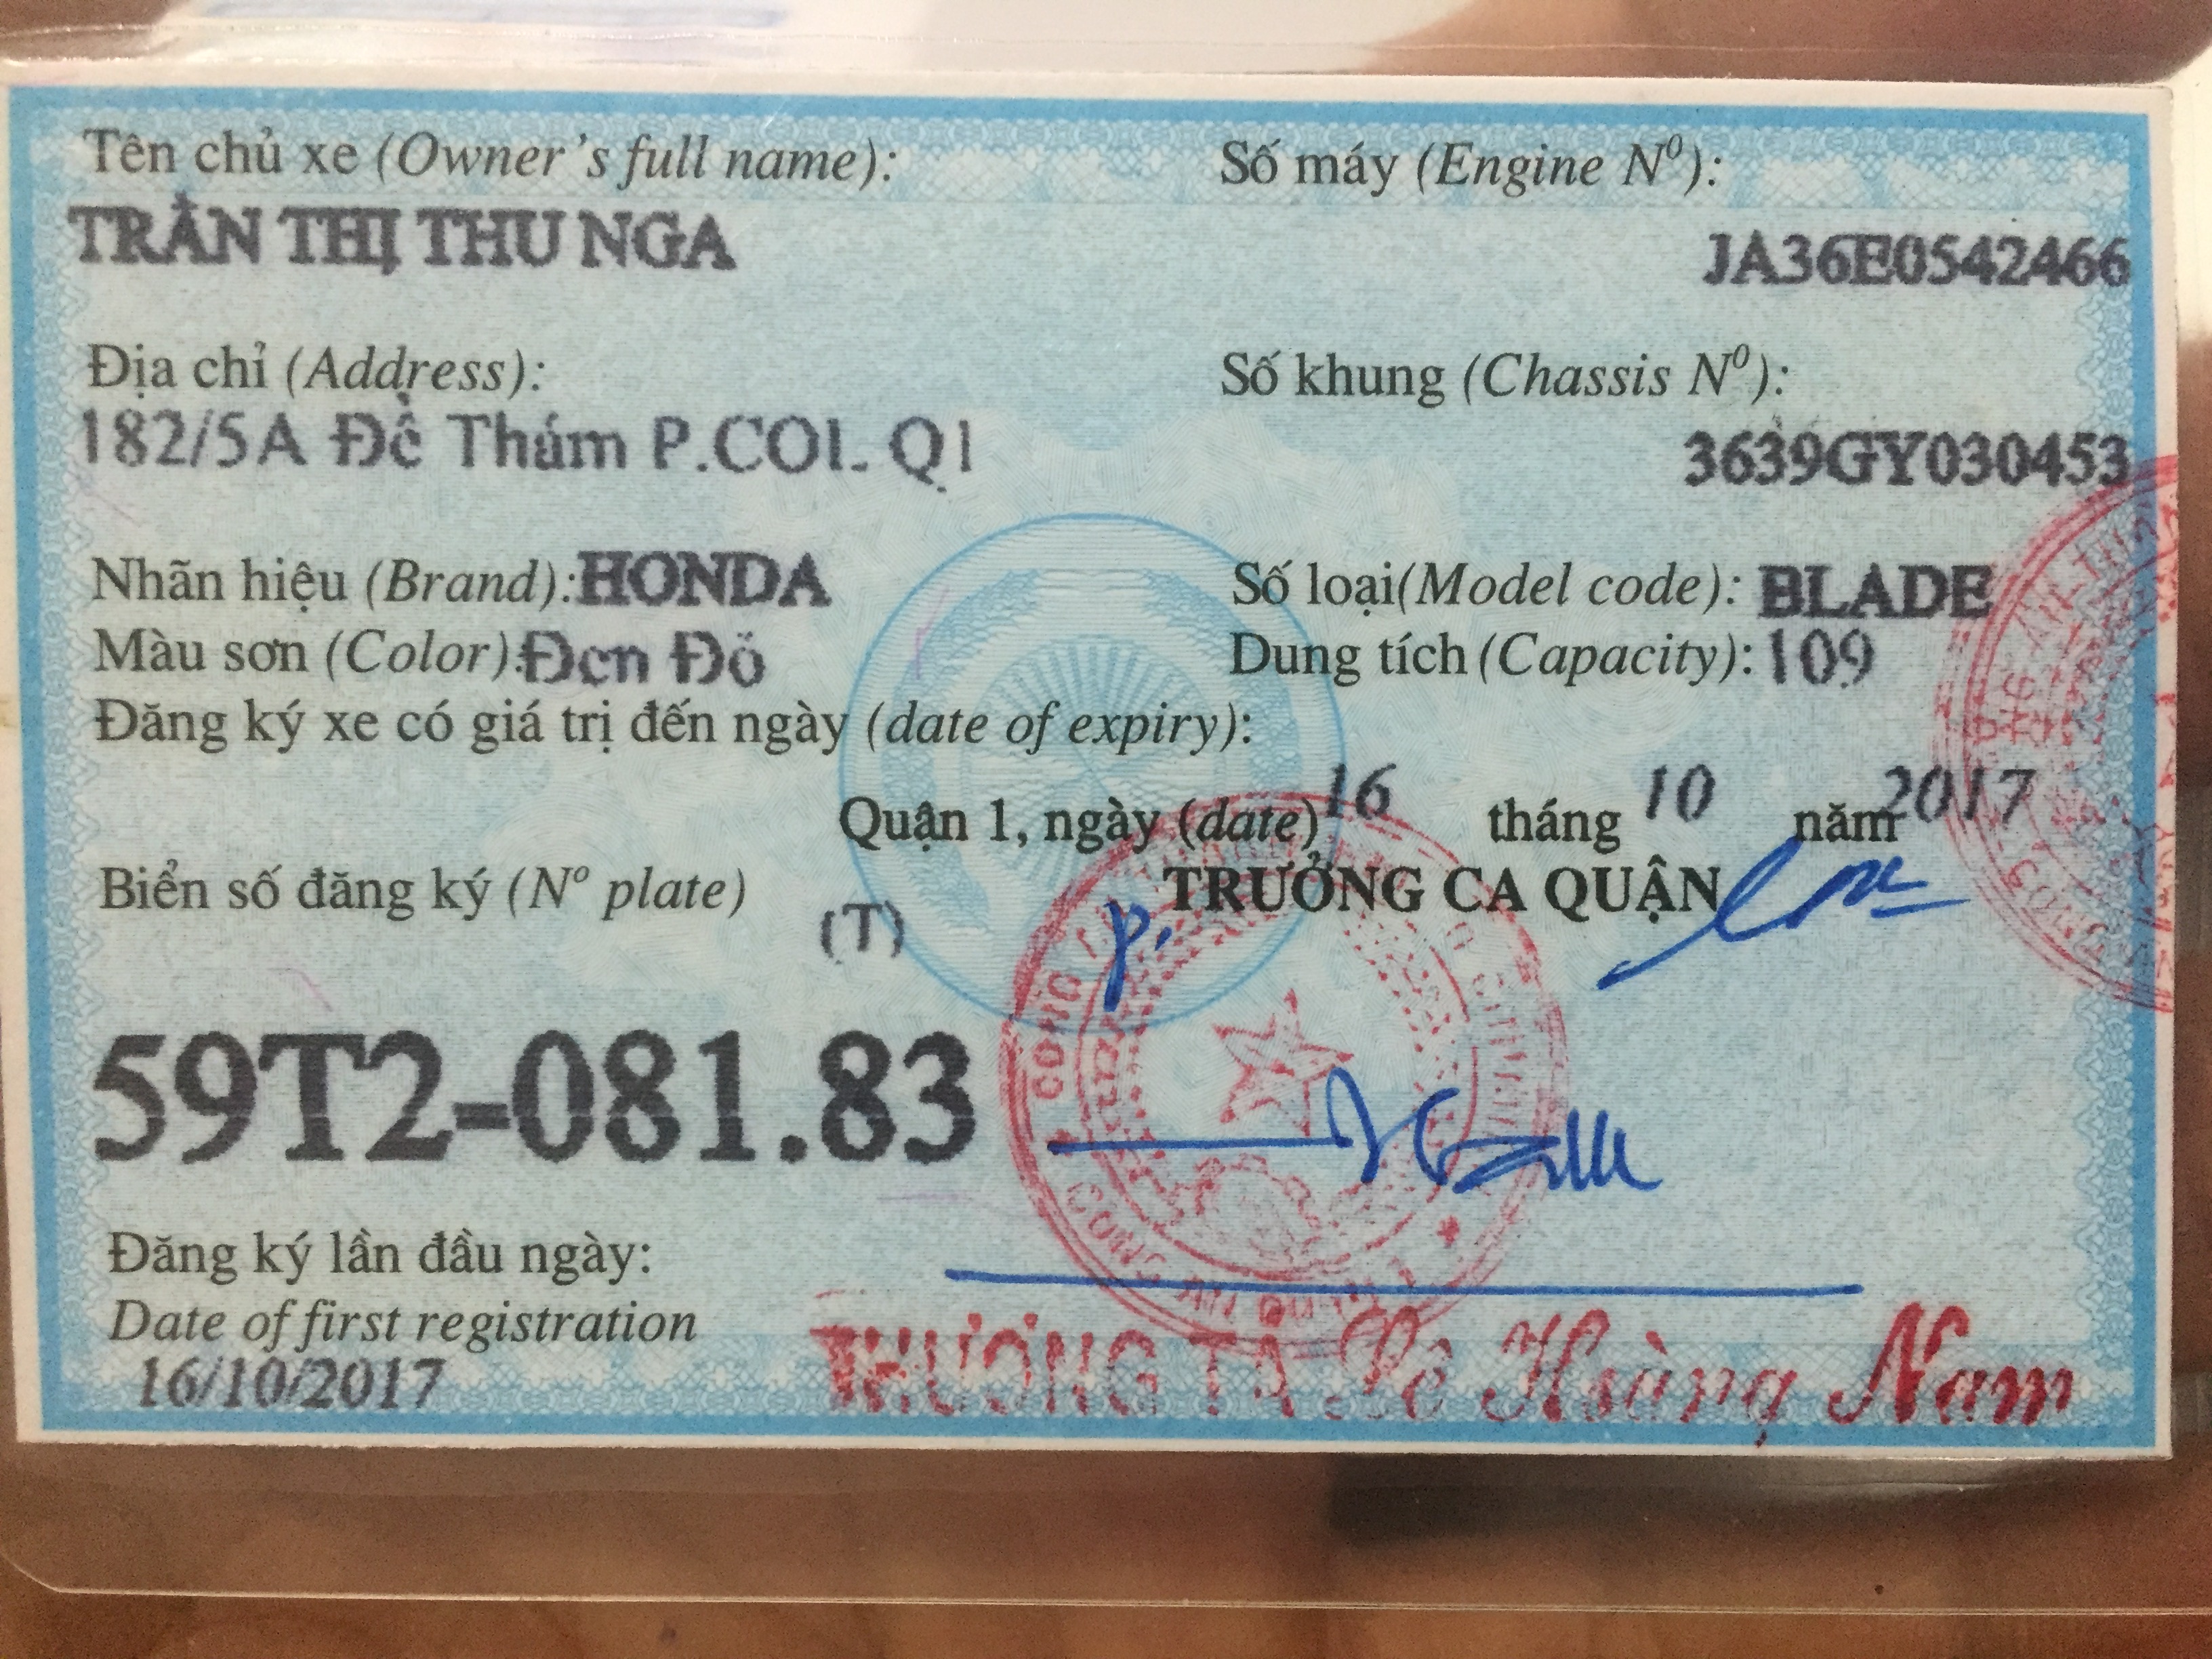 Tên chủ xe (Owner's full name):
TRẦN THỊ THU NGA
Số máy (Engine N⁰):
JA36E0542466
Địa chỉ (Address):
182/5A Đề Thám P.COL Q1
Số khung (Chassis N⁰):
3639GY030453
Nhãn hiệu (Brand): HONDA
Số loại(Model code): BLADE
Màu sơn (Color): Đen Đỏ
Dung tích (Capacity): 109
Đăng ký xe có giá trị đến ngày (date of expiry):
Quận 1, ngày (date) 16 tháng 10 năm 2017
Biển số đăng ký (N° plate)
(T)
TRƯỞNG CA QUẬN
P.
59T2-081.83
Đăng ký lần đầu ngày:
Date of first registration
16/10/2017
THƯỢNG TÁ Hoàng Nam